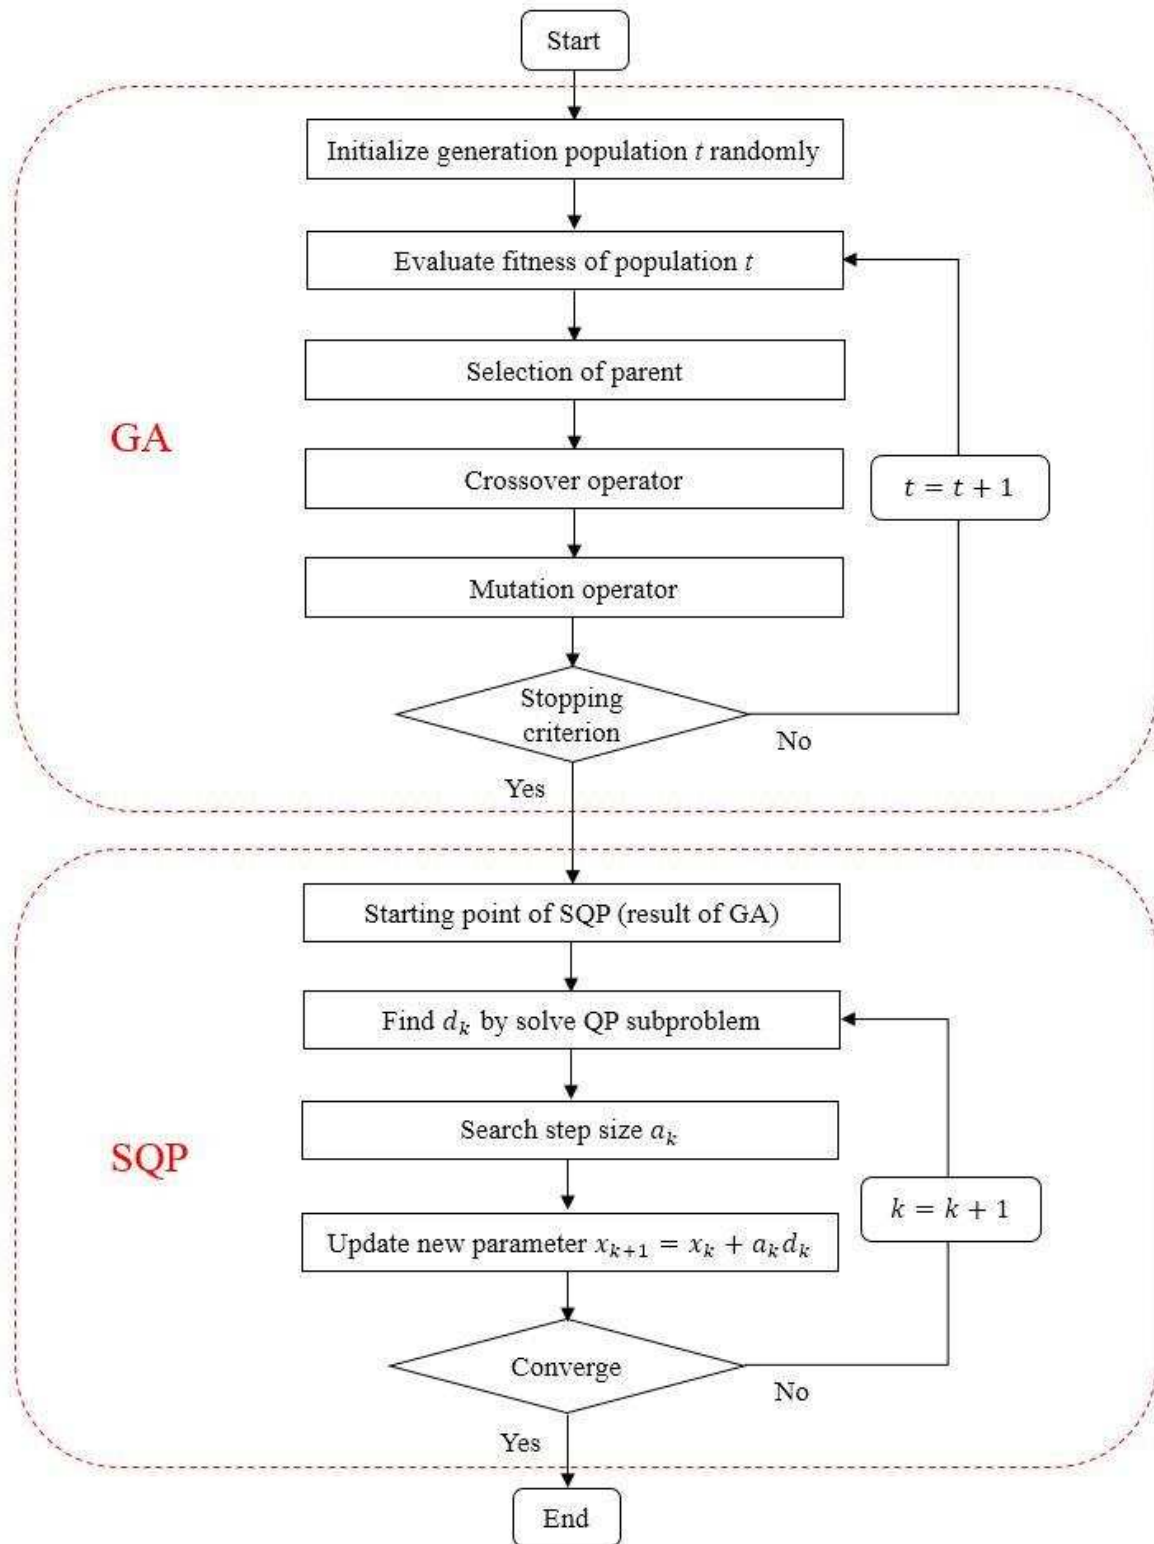 Start
Initialize generation population t randomly
Evaluate fitness of population t
Selection of parent
GA
Crossover operator
t = t + 1
Mutation operator
Stopping
criterion
No
Yes
Starting point of SQP (result of GA)
Find d_k by solve QP subproblem
Search step size a_k
SQP
k = k + 1
Update new parameter x_{k+1} = x_k + a_k d_k
Converge
No
Yes
End